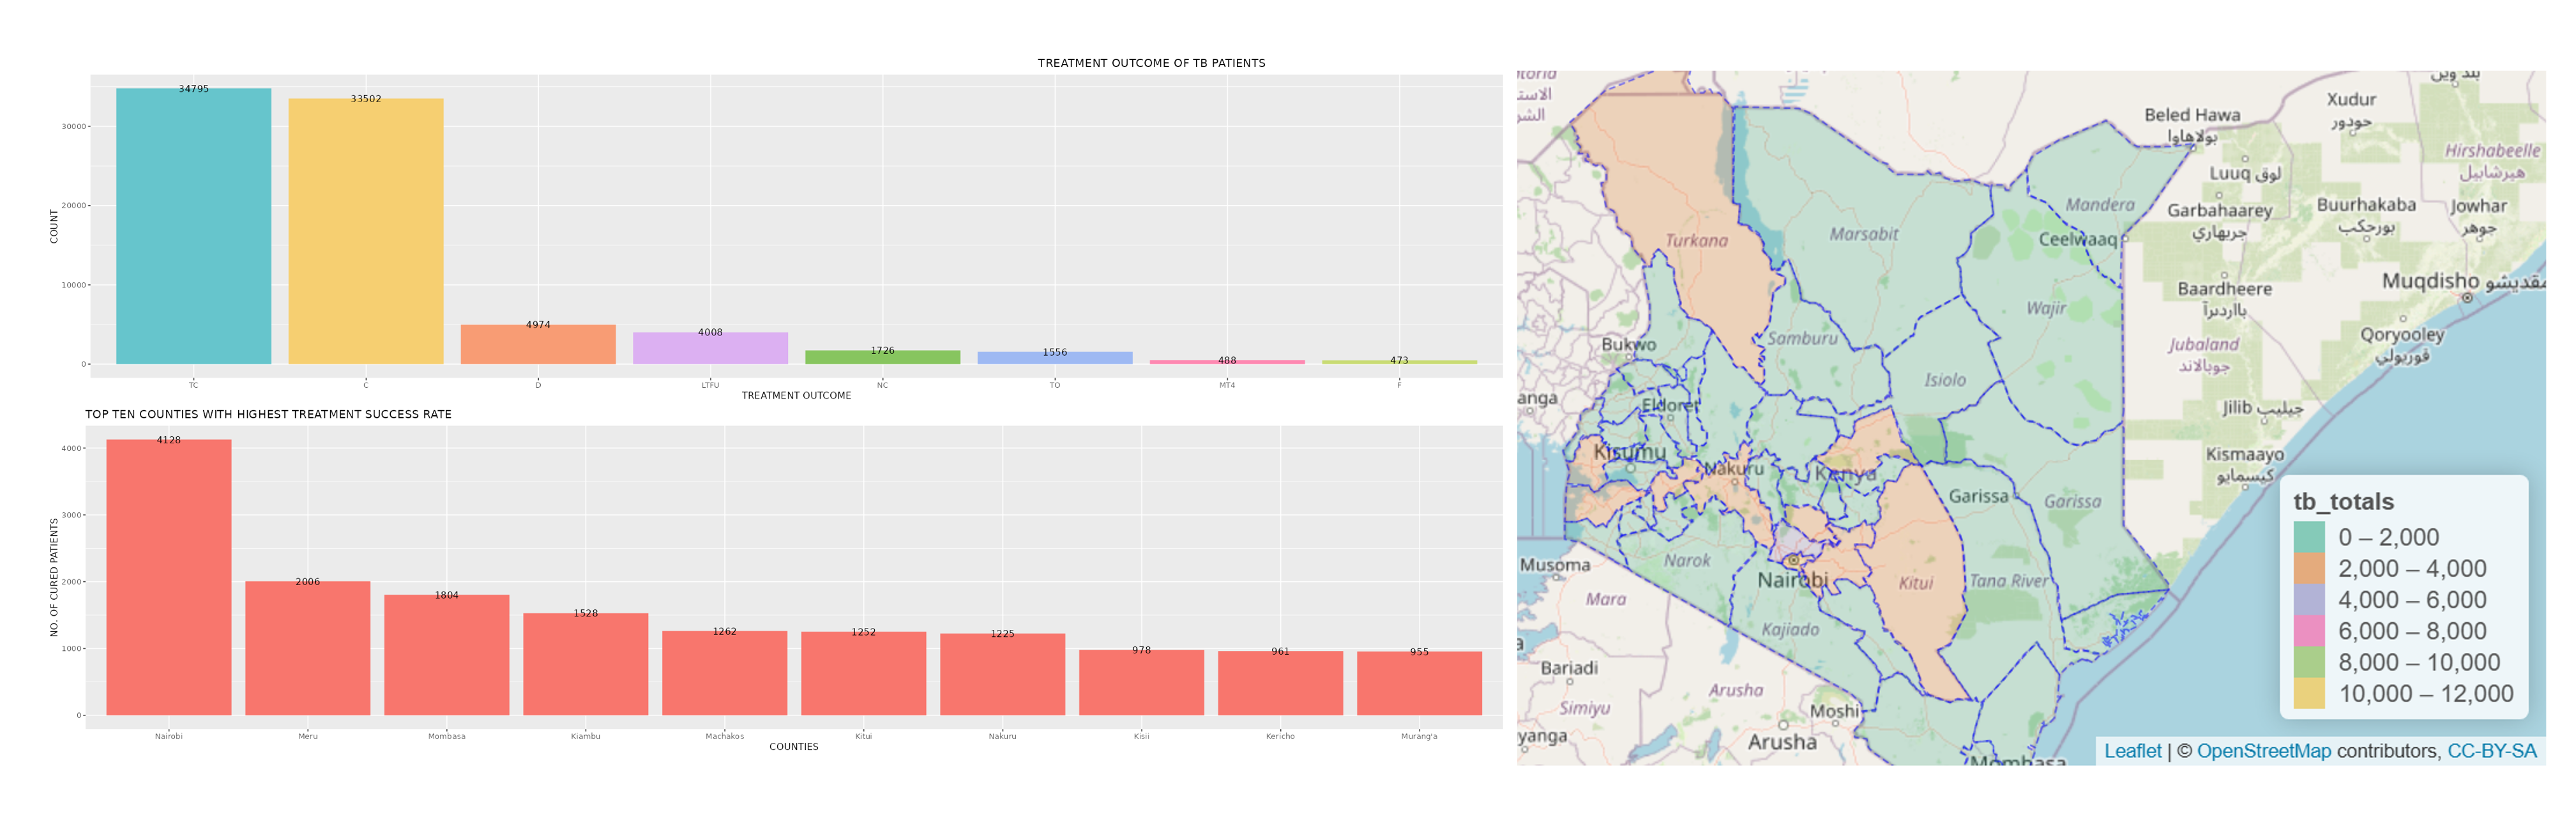 TREATMENT OUTCOME OF TB PATIENTS
COUNT
30000
20000
10000
0
34795
33502
4974
4008
1726
1556
488
473
TC
C
D
LTFU
NC
TO
MT4
F
TREATMENT OUTCOME
TOP TEN COUNTIES WITH HIGHEST TREATMENT SUCCESS RATE
NO. OF CURED PATIENTS
4000
3000
2000
1000
0
4128
2006
1804
1528
1262
1252
1225
978
961
955
Nairobi
Meru
Mombasa
Kiambu
Machakos
Kitui
Nakuru
Kisii
Kericho
Murang'a
COUNTIES
Beled Hawa
بولاهاوا
Xudur
حودور
Hirshabeelle
هيرشابيل
Luuq لوق
Mandera
Garbahaarey
جربهاري
Buurhakaba
بورحكب
Jowhar
جوهر
Turkana
Marsabit
Ceelwaaq
Muqdisho
Baardheere
بااردىرآ
Wajir
Qoryooley
قوريولي
Bukwo
Samburu
Jubaland
جوبالاند
Isiolo
anga
Eldoret
Jilib جيليب
Kisumu
Nakuru
Kenya
Kismaayo
كيسمايو
Garissa
Garissa
Musoma
Narok
Nairobi
Kitui
Tana River
Mara
Kajiado
Bariadi
Arusha
Simiyu
Moshi
yanga
Arusha
Mombasa
tb_totals
0 – 2,000
2,000 – 4,000
4,000 – 6,000
6,000 – 8,000
8,000 – 10,000
10,000 – 12,000
Leaflet | © OpenStreetMap contributors, CC-BY-SA